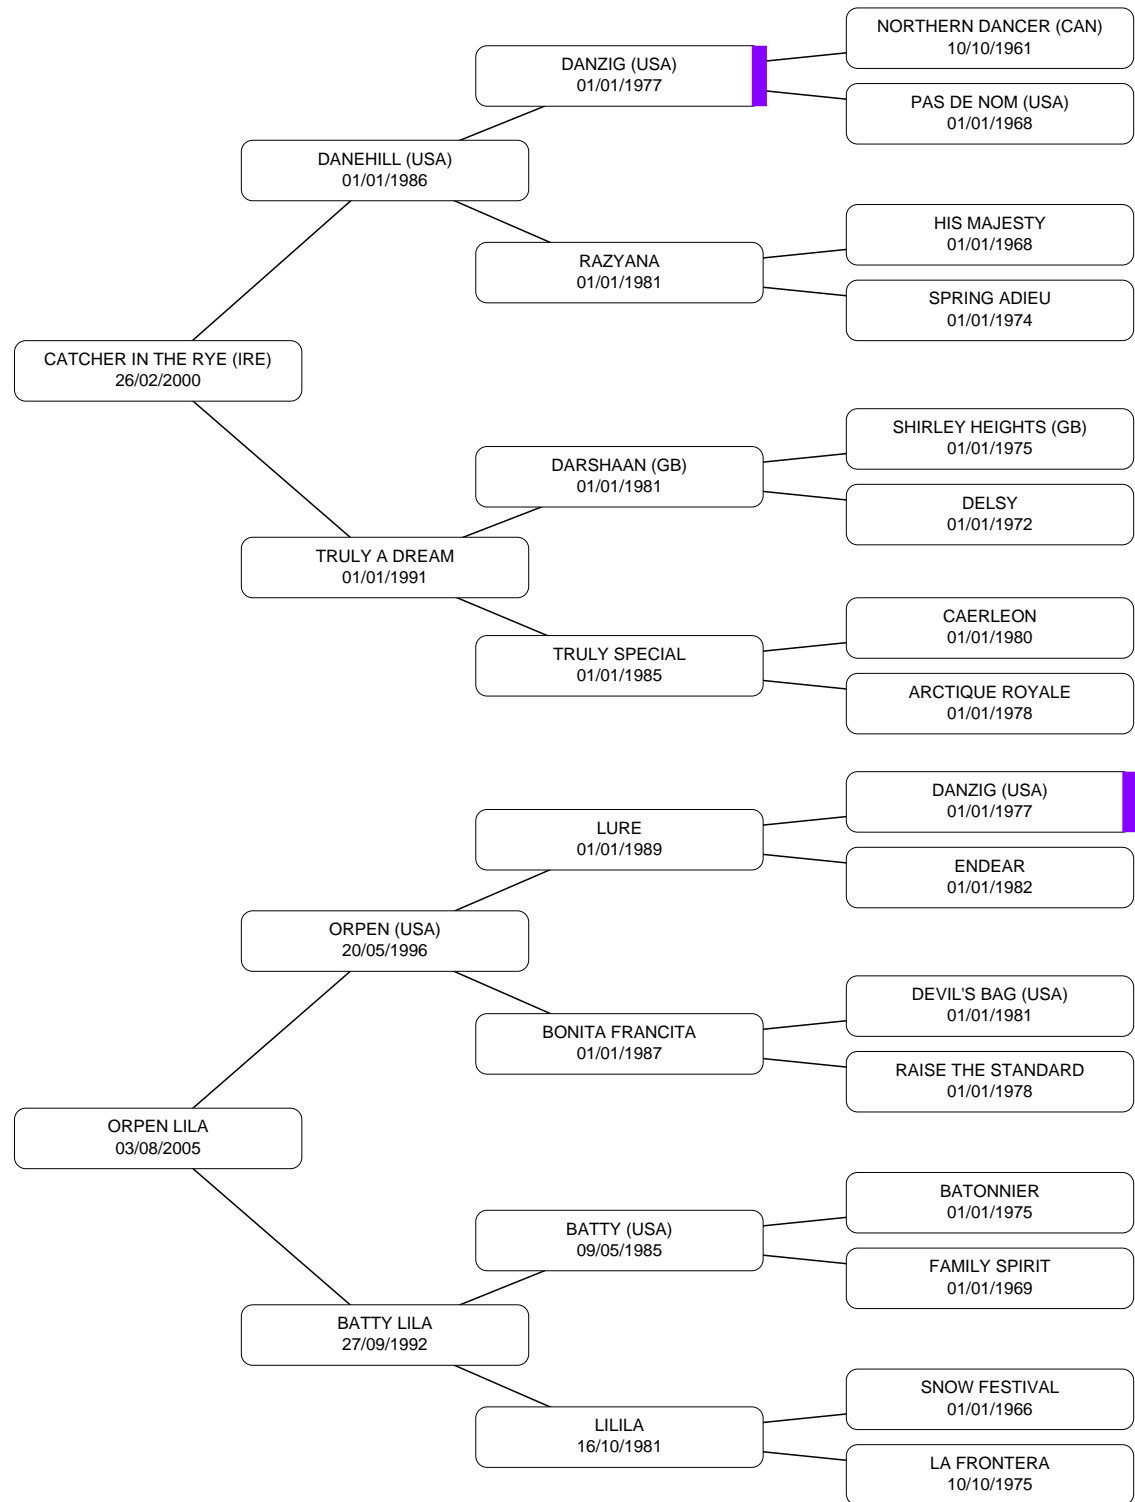 NORTHERN DANCER (CAN)
10/10/1961
DANZIG (USA)
01/01/1977
PAS DE NOM (USA)
01/01/1968
DANEHILL (USA)
01/01/1986
HIS MAJESTY
01/01/1968
RAZYANA
01/01/1981
SPRING ADIEU
01/01/1974
CATCHER IN THE RYE (IRE)
26/02/2000
SHIRLEY HEIGHTS (GB)
01/01/1975
DARSHAAN (GB)
01/01/1981
DELSY
01/01/1972
TRULY A DREAM
01/01/1991
CAERLEON
01/01/1980
TRULY SPECIAL
01/01/1985
ARCTIQUE ROYALE
01/01/1978
DANZIG (USA)
01/01/1977
LURE
01/01/1989
ENDEAR
01/01/1982
ORPEN (USA)
20/05/1996
DEVIL'S BAG (USA)
01/01/1981
BONITA FRANCITA
01/01/1987
RAISE THE STANDARD
01/01/1978
ORPEN LILA
03/08/2005
BATONNIER
01/01/1975
BATTY (USA)
09/05/1985
FAMILY SPIRIT
01/01/1969
BATTY LILA
27/09/1992
SNOW FESTIVAL
01/01/1966
LILILA
16/10/1981
LA FRONTERA
10/10/1975